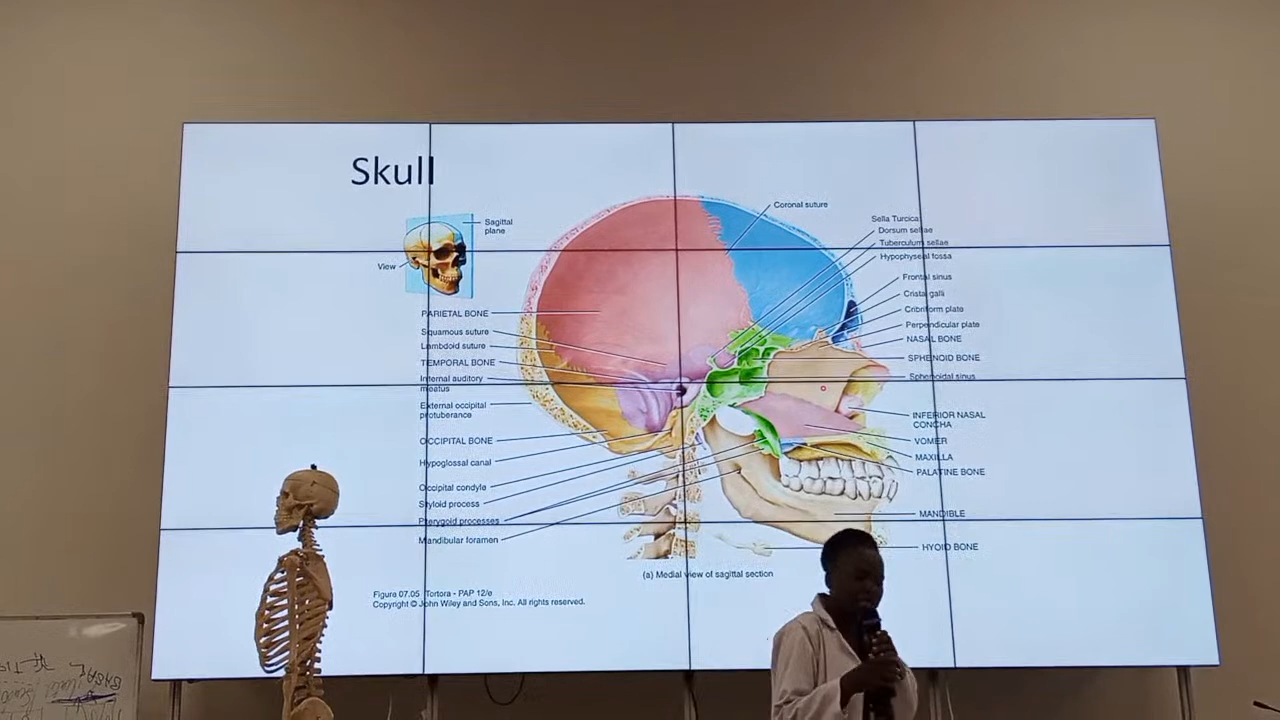 Skull
Sagittal
plane
View
PARIETAL BONE
Squamous suture
Lambdoid suture
TEMPORAL BONE
Internal auditory
meatus
External occipital
protuberance
OCCIPITAL BONE
Hypoglossal canal
Occipital condyle
Styloid process
Pterygoid processes
Mandibular foramen
Coronal suture
Sella Turcica:
Dorsum sellae
Tuberculum sellae
Hypophyseal fossa
Frontal sinus
Crista galli
Cribriform plate
Perpendicular plate
NASAL BONE
SPHENOID BONE
Sphenoidal sinus
INFERIOR NASAL
CONCHA
VOMER
MAXILLA
PALATINE BONE
MANDIBLE
HYOID BONE
(a) Medial view of sagittal section
Figure 07.05 Tortora - PAP 12/e
Copyright © John Wiley and Sons, Inc. All rights reserved.